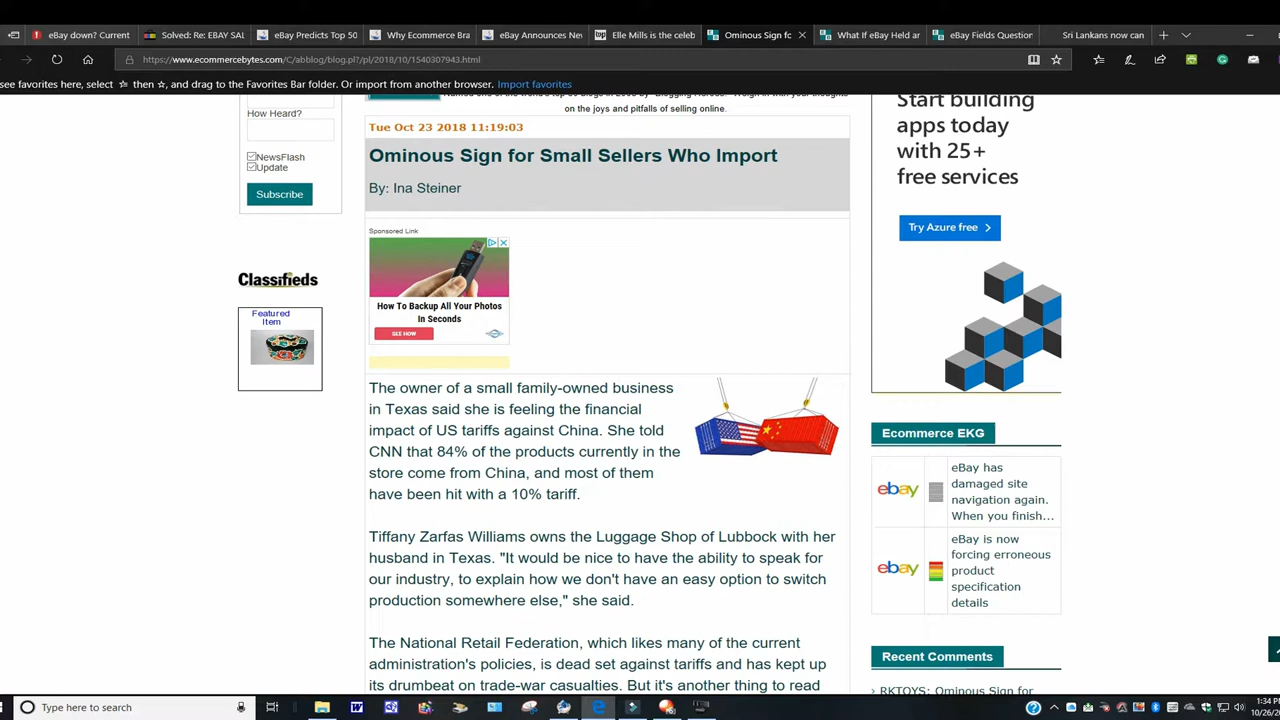 eBay down? Current
Solved: Re: EBAY SAL
eBay Predicts Top 50
Why Ecommerce Bra
eBay Announces Nev
Elle Mills is the celeb
Ominous Sign fo
What If eBay Held ar
eBay Fields Question
Sri Lankans now can
https://www.ecommercebytes.com/C/abblog/blog.pl?/pl/2018/10/1540307943.html
see favorites here, select ☆ then ☆, and drag to the Favorites Bar folder. Or import from another browser. Import favorites
on the joys and pitfalls of selling online.
How Heard?
NewsFlash
Update
Subscribe
Classifieds
Featured
Item
Tue Oct 23 2018 11:19:03
Ominous Sign for Small Sellers Who Import
By: Ina Steiner
Sponsored Link
How To Backup All Your Photos
In Seconds
SEE HOW
The owner of a small family-owned business
in Texas said she is feeling the financial
impact of US tariffs against China. She told
CNN that 84% of the products currently in the
store come from China, and most of them
have been hit with a 10% tariff.
Tiffany Zarfas Williams owns the Luggage Shop of Lubbock with her
husband in Texas. "It would be nice to have the ability to speak for
our industry, to explain how we don't have an easy option to switch
production somewhere else," she said.
The National Retail Federation, which likes many of the current
administration's policies, is dead set against tariffs and has kept up
its drumbeat on trade-war casualties. But it's another thing to read
Start building
apps today
with 25+
free services
Try Azure free
Ecommerce EKG
ebay
eBay has
damaged site
navigation again.
When you finish...
ebay
eBay is now
forcing erroneous
product
specification
details
Recent Comments
› RKTOYS: Ominous Sign for
Type here to search
1:34 P
10/26/20